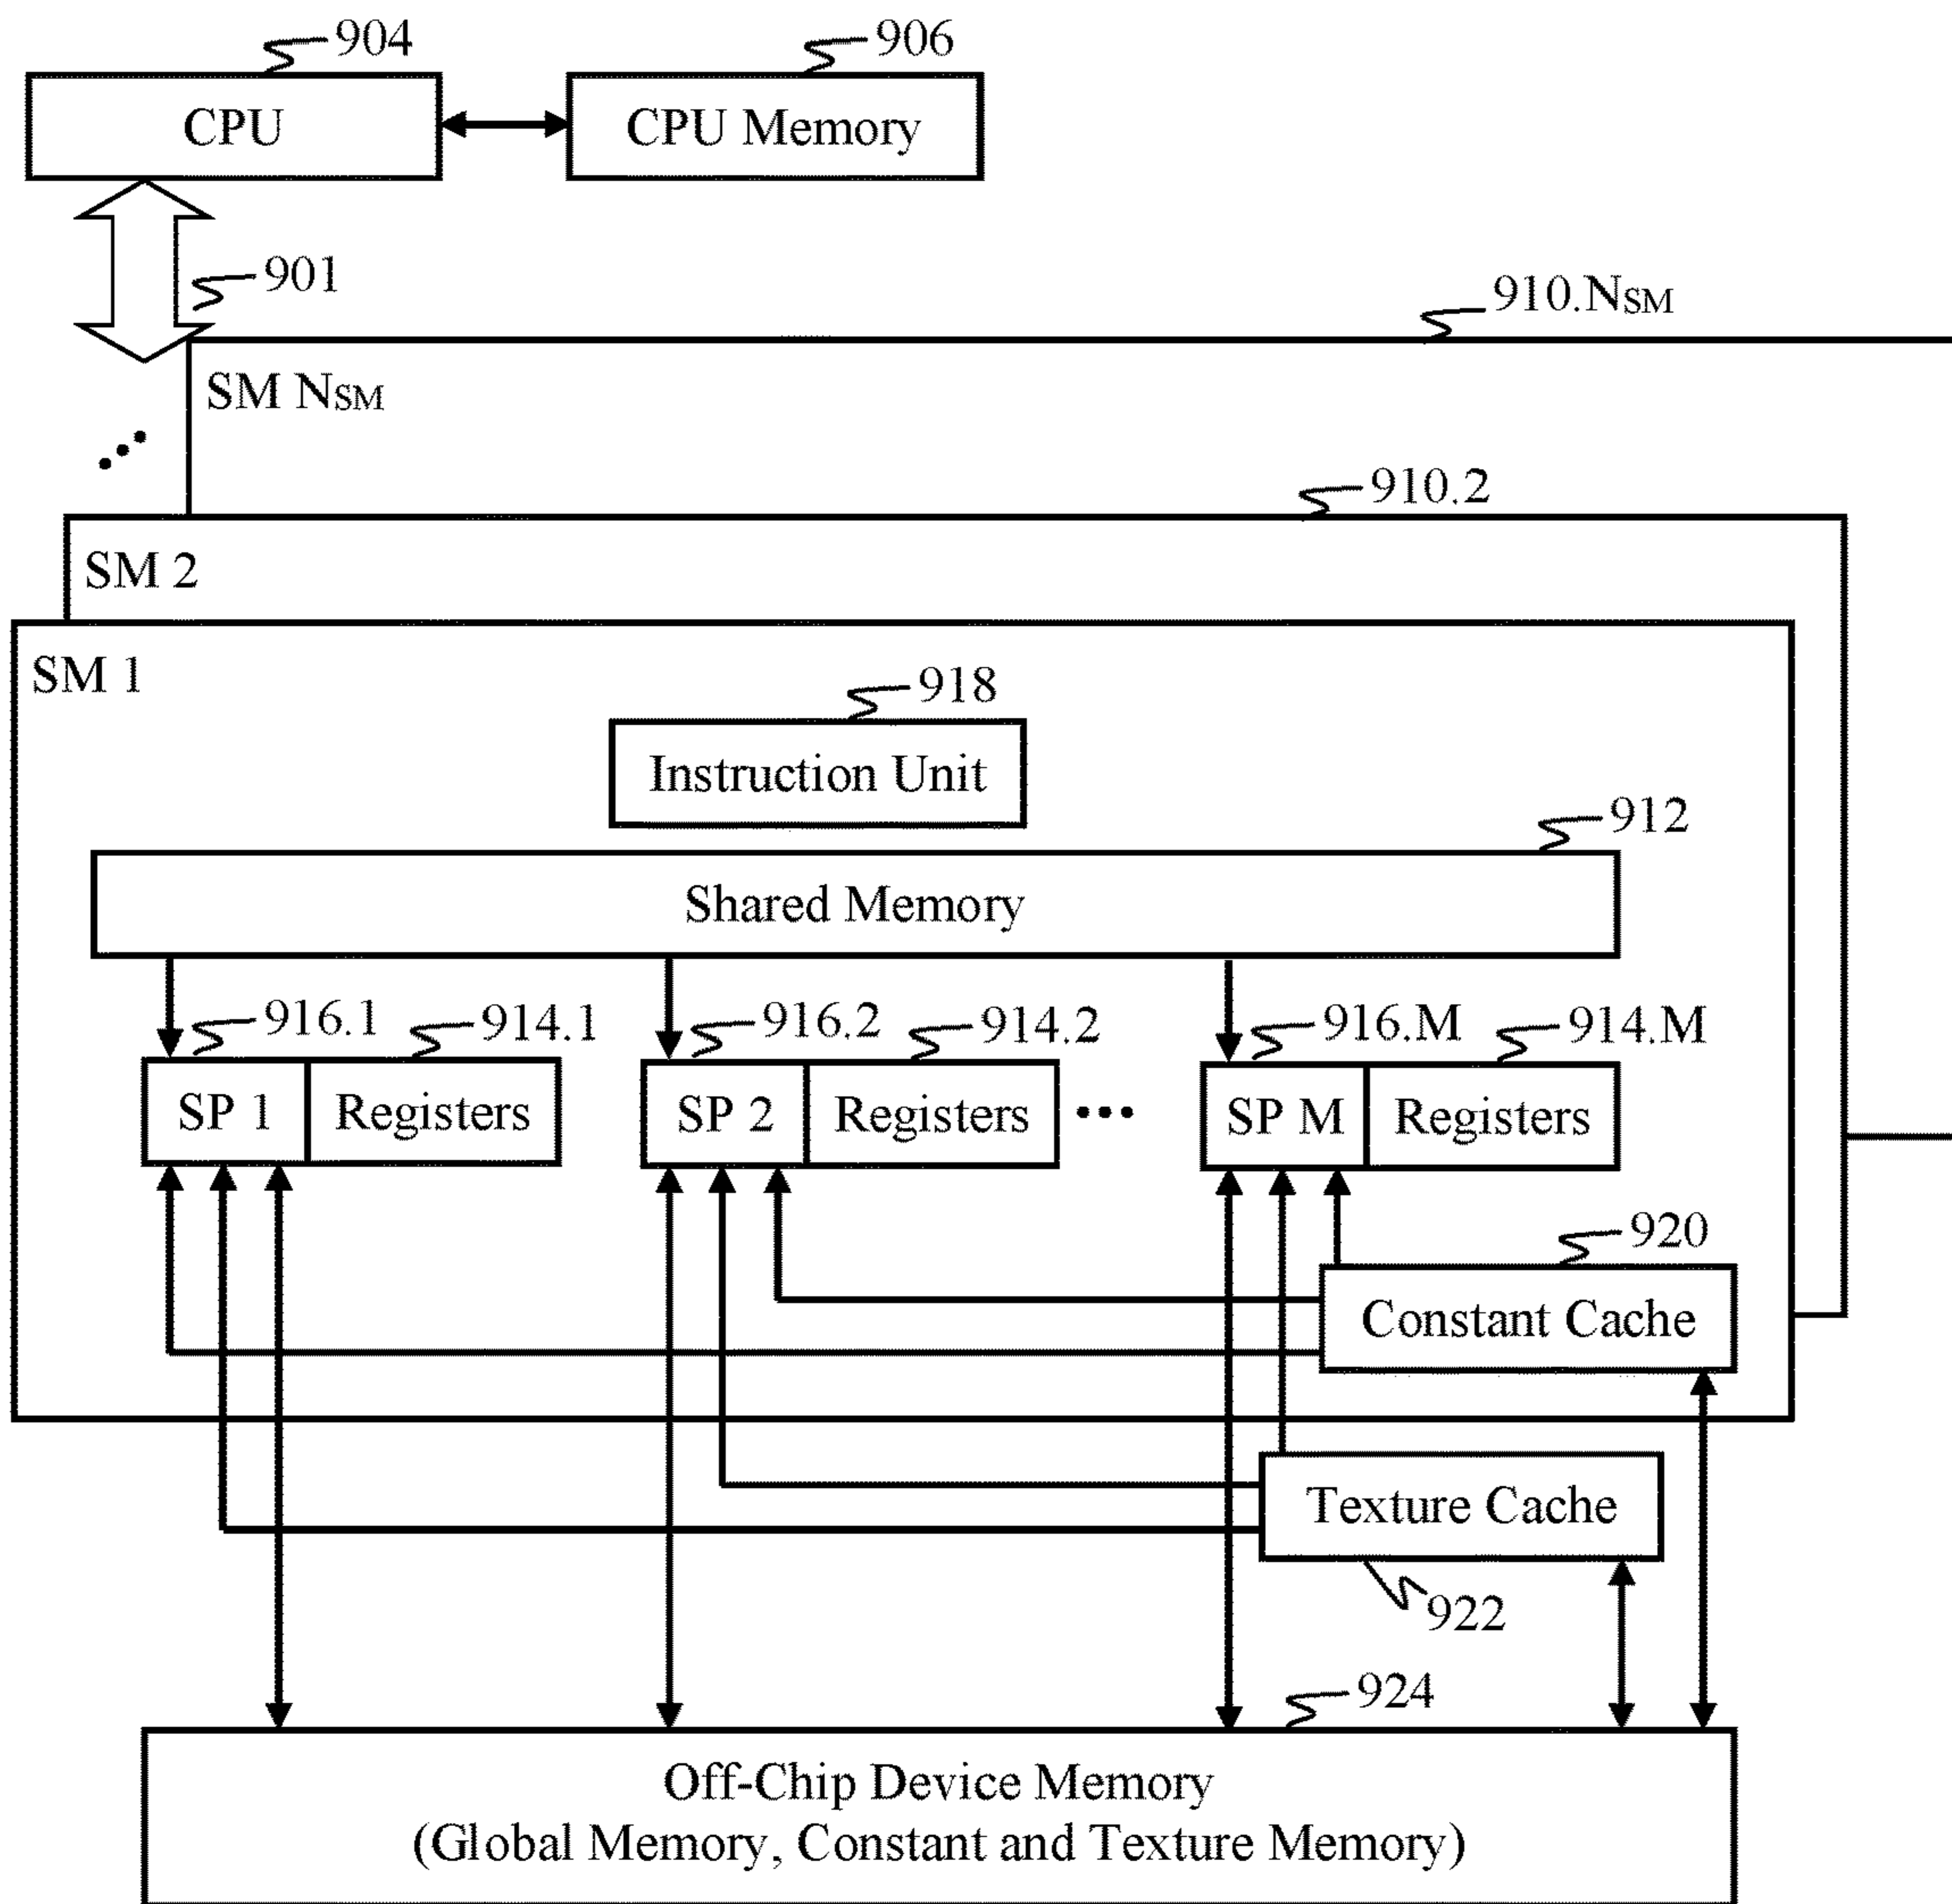 904
906
CPU
CPU Memory
901
910.NSM
SM NSM
910.2
SM 2
SM 1
918
Instruction Unit
912
Shared Memory
916.1
914.1
916.2
914.2
916.M
914.M
SP 1
Registers
SP 2
Registers
SP M
Registers
920
Constant Cache
Texture Cache
922
924
Off-Chip Device Memory
(Global Memory, Constant and Texture Memory)